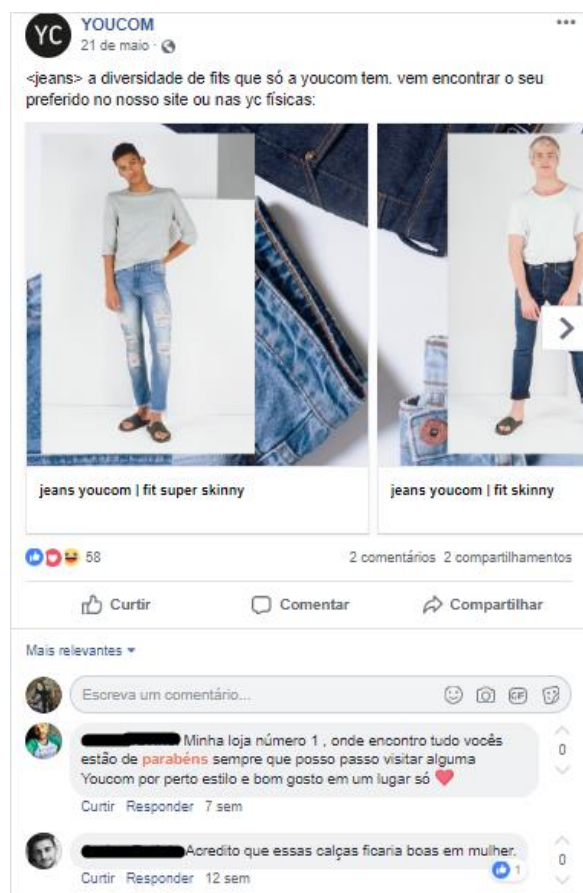 YC
YOUCOM
21 de maio ·
<jeans> a diversidade de fits que só a youcom tem. vem encontrar o seu
preferido no nosso site ou nas yc físicas:
jeans youcom | fit super skinny
jeans youcom | fit skinny
58
2 comentários 2 compartilhamentos
Curtir
Comentar
Compartilhar
Mais relevantes
Escreva um comentário...
GIF
Minha loja número 1 , onde encontro tudo vocês
estão de parabéns sempre que posso passo visitar alguma
Youcom por perto estilo e bom gosto em um lugar só
0
Curtir Responder 7 sem
Acredito que essas calças ficaria boas em mulher.
0
1
Curtir Responder 12 sem